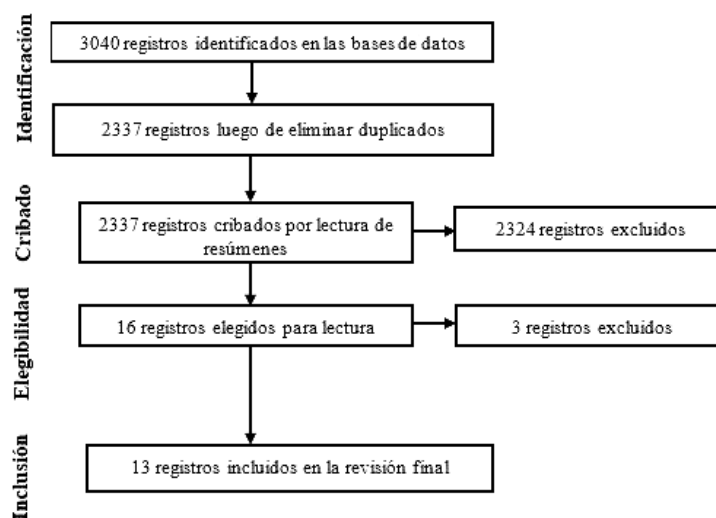 Identificación
3040 registros identificados en las bases de datos
2337 registros luego de eliminar duplicados
Cribado
2337 registros cribados por lectura de
resúmenes
2324 registros excluidos
Elegibilidad
16 registros elegidos para lectura
3 registros excluidos
Inclusión
13 registros incluidos en la revisión final